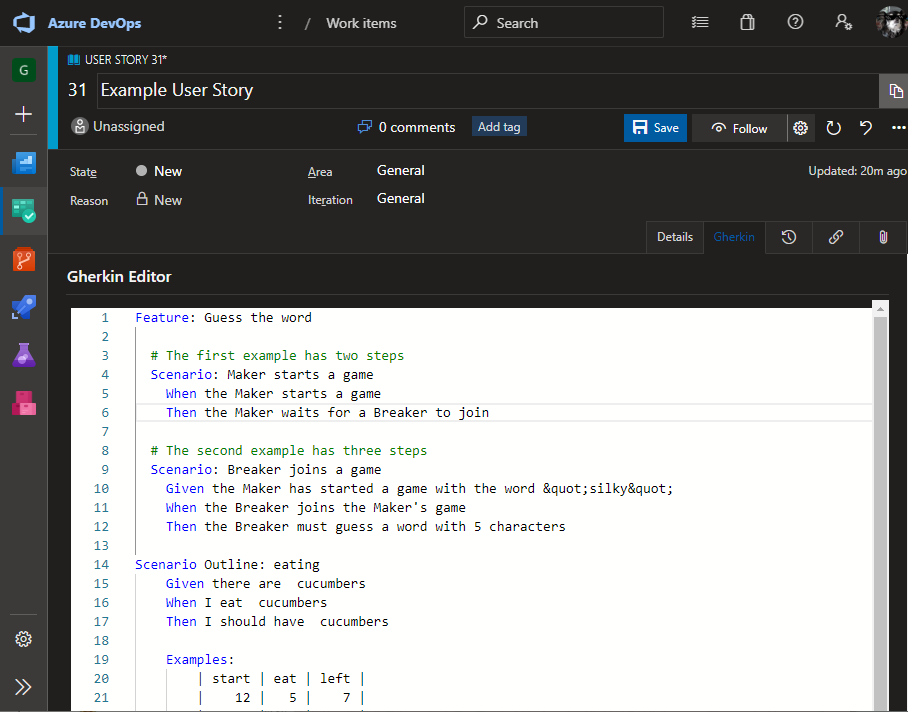 Azure DevOps
/ Work items
Search
G
USER STORY 31*
31 Example User Story
Unassigned
0 comments
Add tag
Save
Follow
State New
Area General
Updated: 20m ago
Reason New
Iteration General
Details
Gherkin
Gherkin Editor
1 Feature: Guess the word
2
3 # The first example has two steps
4 Scenario: Maker starts a game
5 When the Maker starts a game
6 Then the Maker waits for a Breaker to join
7
8 # The second example has three steps
9 Scenario: Breaker joins a game
10 Given the Maker has started a game with the word &quot;silky&quot;
11 When the Breaker joins the Maker's game
12 Then the Breaker must guess a word with 5 characters
13
14 Scenario Outline: eating
15 Given there are  cucumbers
16 When I eat  cucumbers
17 Then I should have  cucumbers
18
19 Examples:
20 | start | eat | left |
21 | 12 | 5 | 7 |